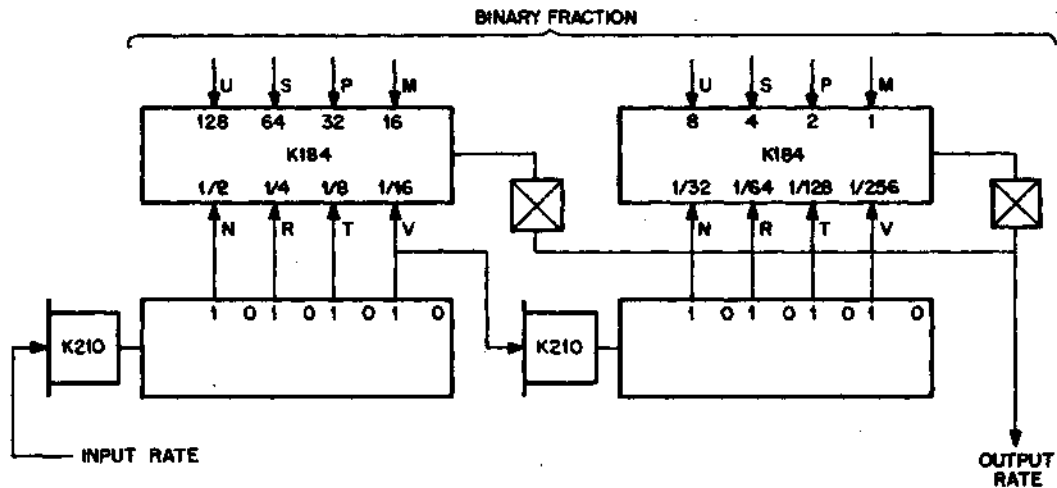 BINARY FRACTION
U S P M U S P M
128 64 32 16 8 4 2 1
K184 K184
1/2 1/4 1/8 1/16 1/32 1/64 1/128 1/256
N R T V N R T V
1 0 1 0 1 0 1 0 1 0 1 0 1 0 1 0
K210 K210
INPUT RATE
OUTPUT
RATE